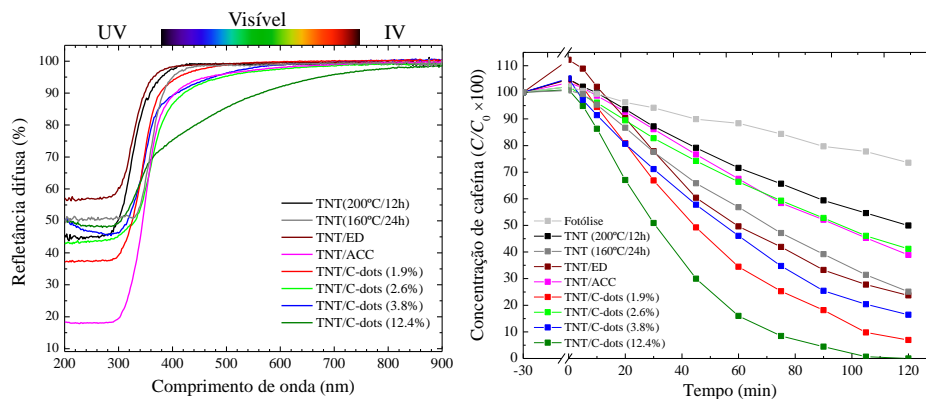 UV
Visível
IV
Refletância difusa (%)
100
90
80
70
60
50
40
30
20
10
200 300 400 500 600 700 800 900
Comprimento de onda (nm)
TNT(200ºC/12h)
TNT(160ºC/24h)
TNT/ED
TNT/ACC
TNT/C-dots (1.9%)
TNT/C-dots (2.6%)
TNT/C-dots (3.8%)
TNT/C-dots (12.4%)
Concentração de cafeína (C/C0 ×100)
110
100
90
80
70
60
50
40
30
20
10
0
-30 0 20 40 60 80 100 120
Tempo (min)
Fotólise
TNT (200ºC/12h)
TNT (160ºC/24h)
TNT/ED
TNT/ACC
TNT/C-dots (1.9%)
TNT/C-dots (2.6%)
TNT/C-dots (3.8%)
TNT/C-dots (12.4%)